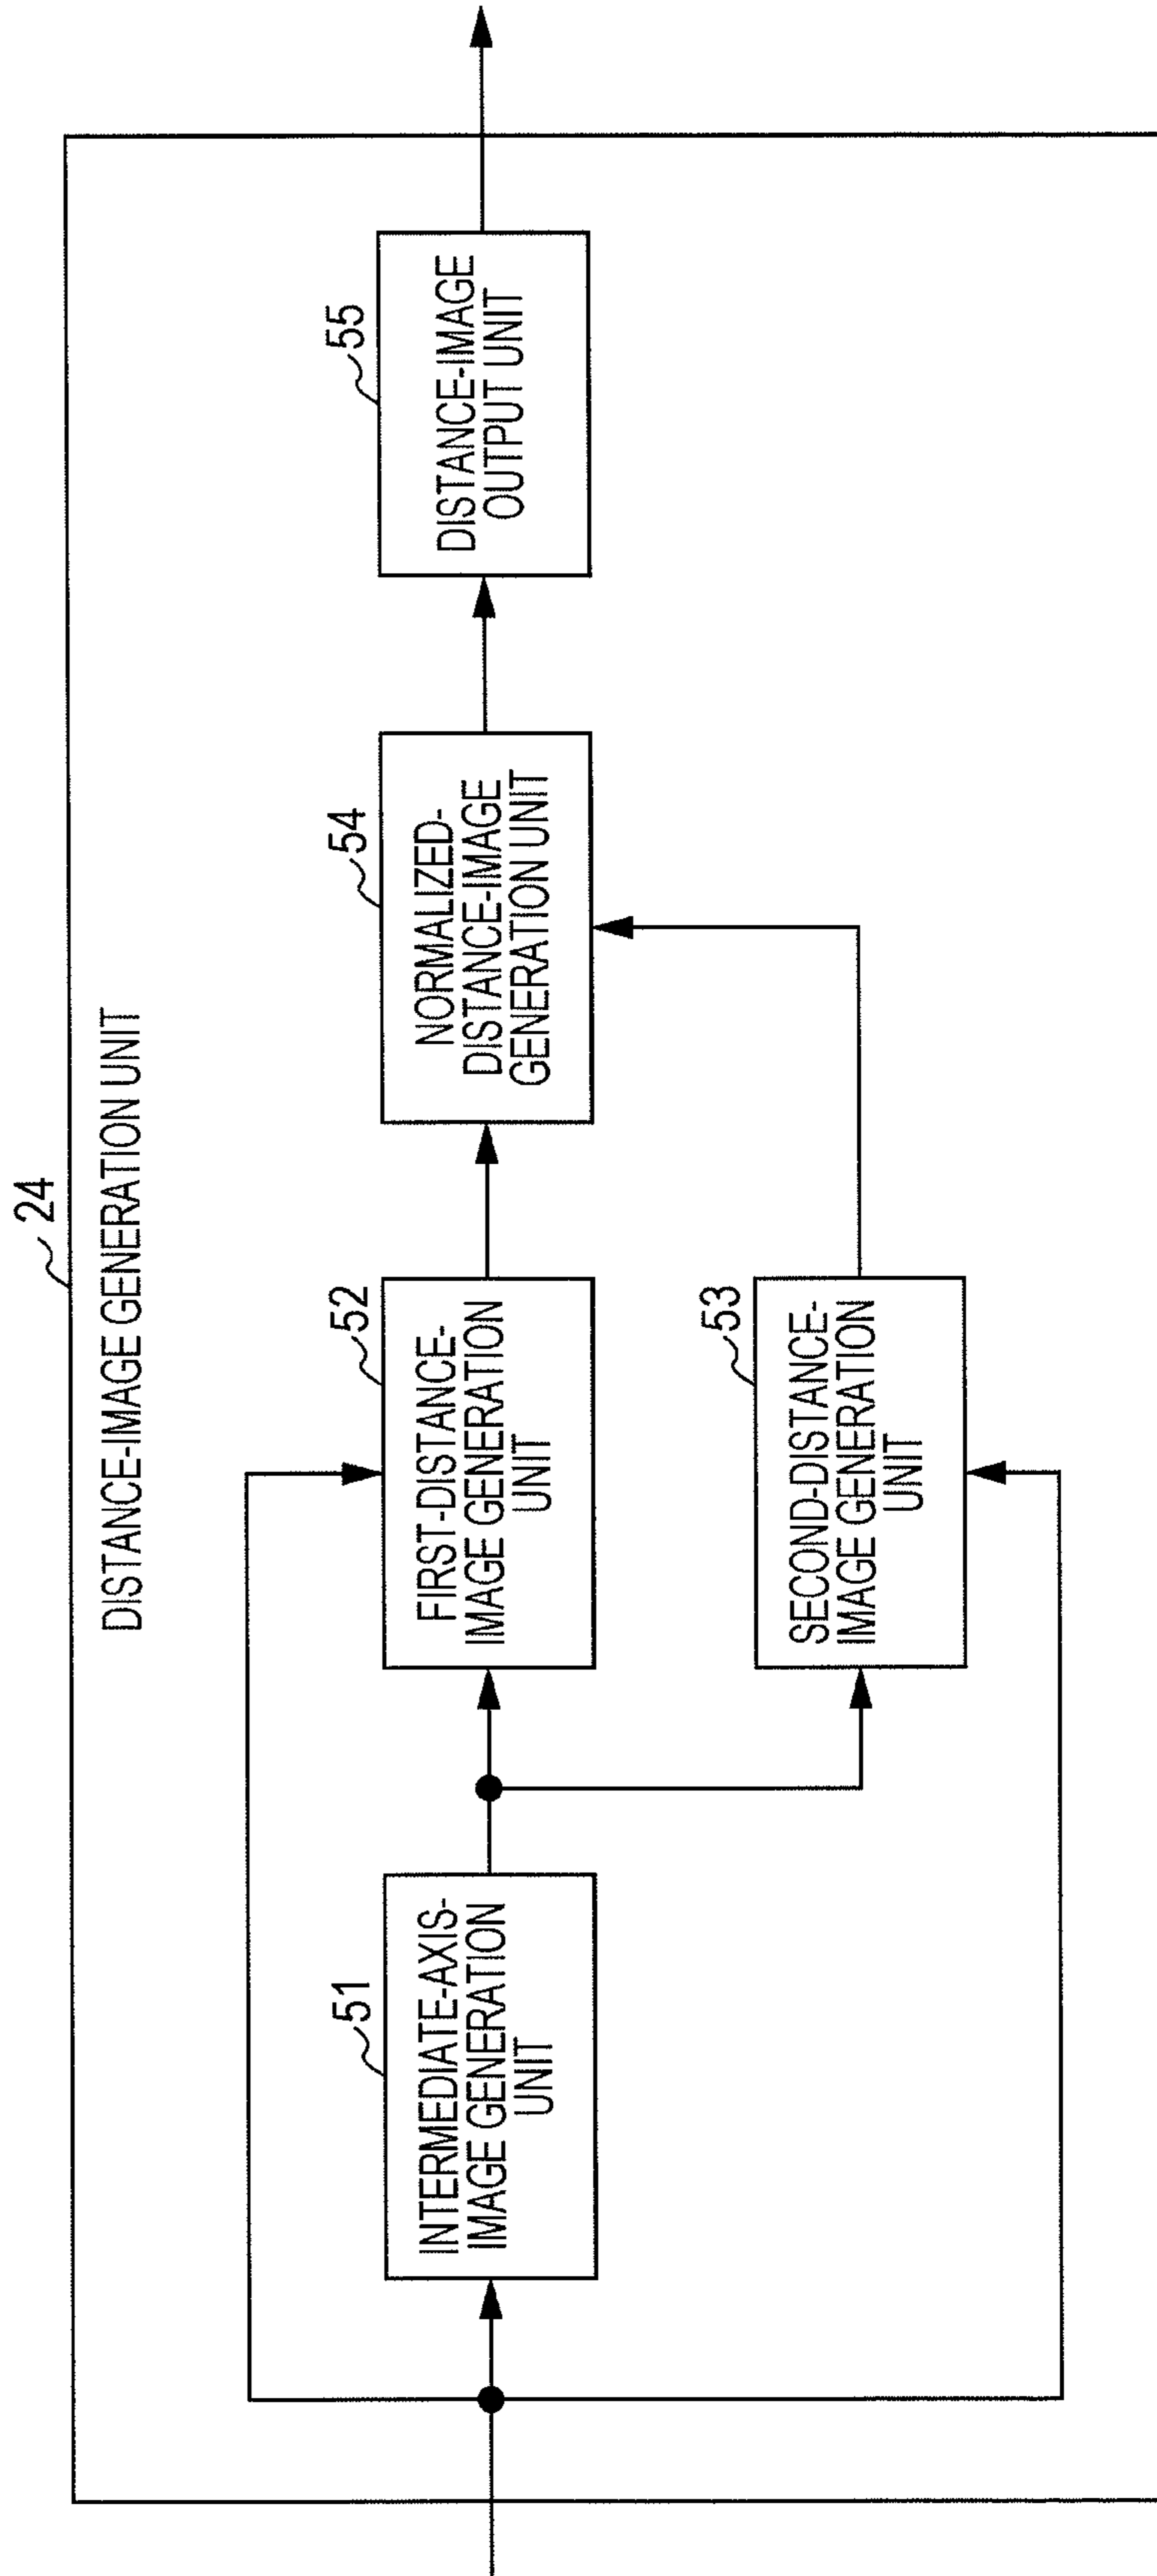 24
DISTANCE-IMAGE GENERATION UNIT
51
INTERMEDIATE-AXIS-
IMAGE GENERATION
UNIT
52
FIRST-DISTANCE-
IMAGE GENERATION
UNIT
53
SECOND-DISTANCE-
IMAGE GENERATION
UNIT
54
NORMALIZED-
DISTANCE-IMAGE
GENERATION UNIT
55
DISTANCE-IMAGE
OUTPUT UNIT